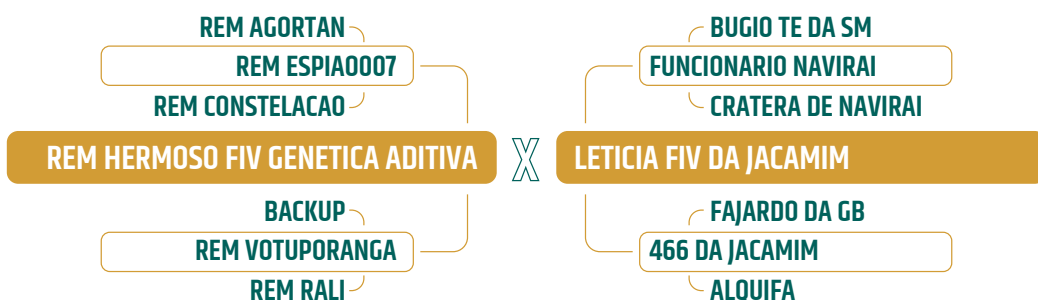 REM AGORTAN
REM ESPIAO007
REM CONSTELACAO
REM HERMOSO FIV GENETICA ADITIVA
BACKUP
REM VOTUPORANGA
REM RALI
X
BUGIO TE DA SM
FUNCIONARIO NAVIRAI
CRATERA DE NAVIRAI
LETICIA FIV DA JACAMIM
FAJARDO DA GB
466 DA JACAMIM
ALQUIFA